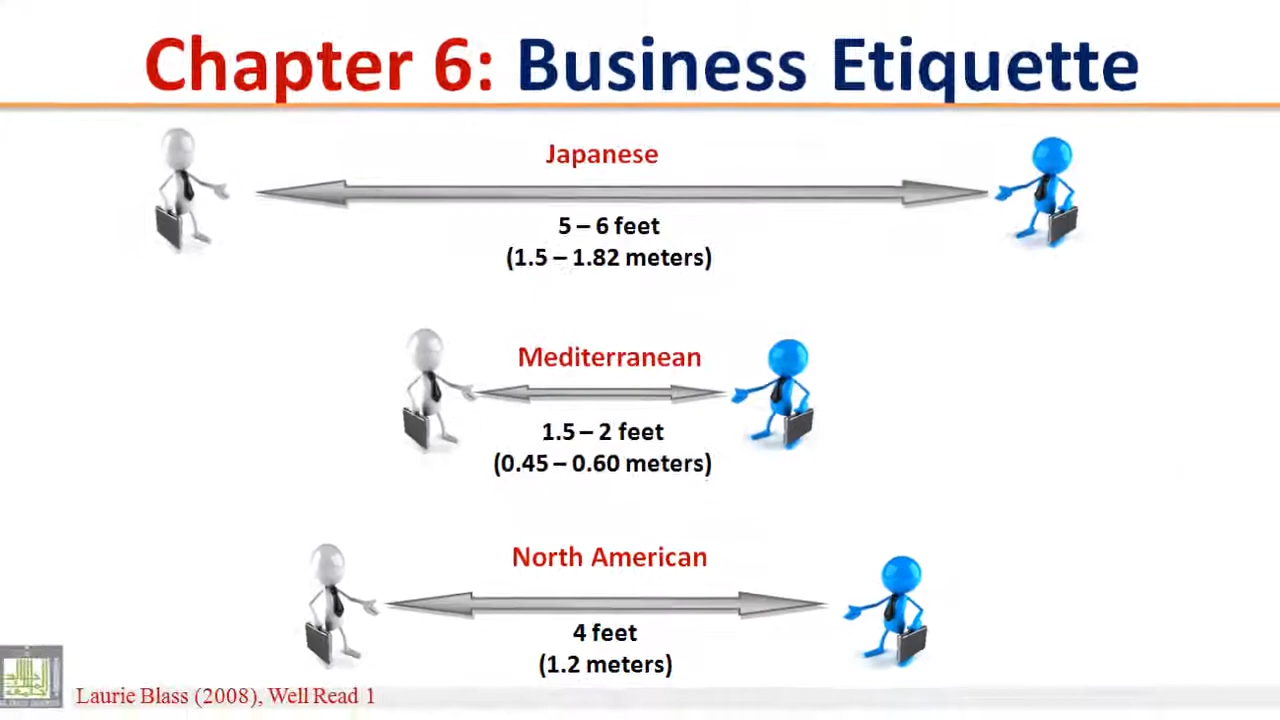 Chapter 6: Business Etiquette
Japanese
5 – 6 feet
(1.5 – 1.82 meters)
Mediterranean
1.5 – 2 feet
(0.45 – 0.60 meters)
North American
4 feet
(1.2 meters)
Laurie Blass (2008), Well Read 1